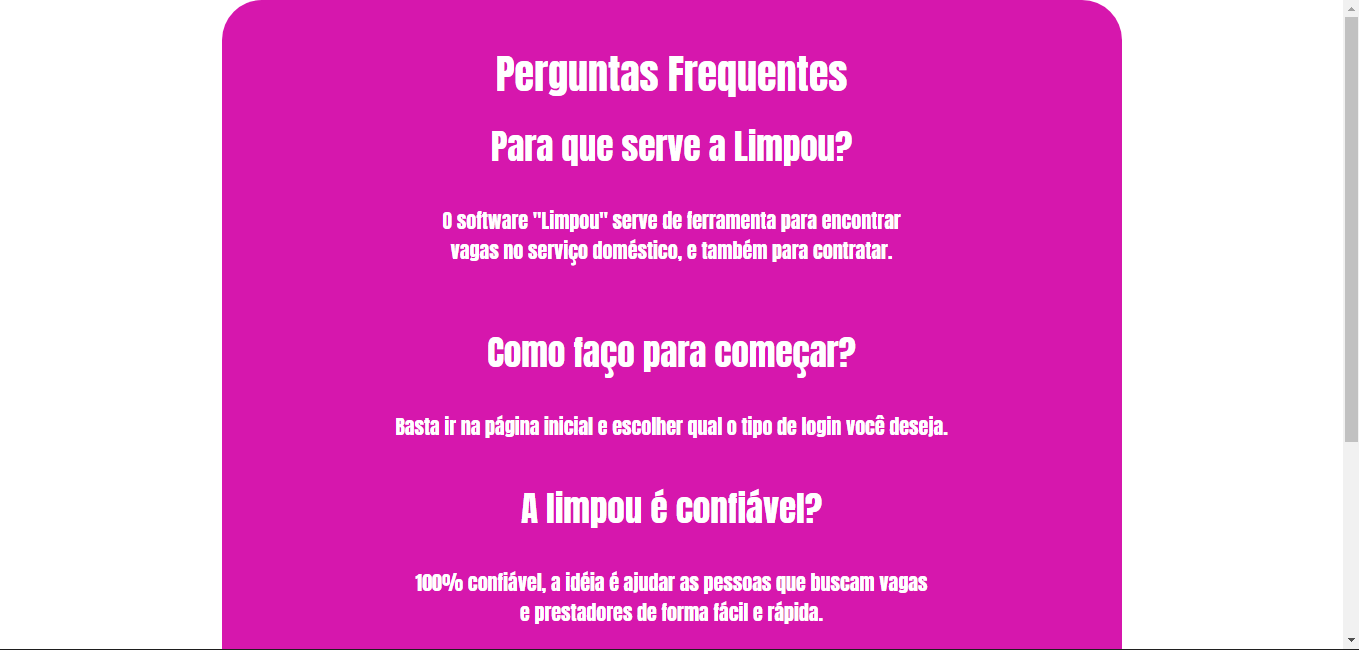 Perguntas Frequentes
Para que serve a Limpou?
O software "Limpou" serve de ferramenta para encontrar
vagas no serviço doméstico, e também para contratar.
Como faço para começar?
Basta ir na página inicial e escolher qual o tipo de login você deseja.
A limpou é confiável?
100% confiável, a idéia é ajudar as pessoas que buscam vagas
e prestadores de forma fácil e rápida.